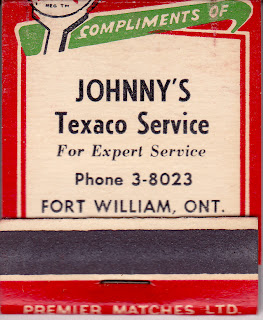 REG TM
COMPLIMENTS OF
JOHNNY'S
Texaco Service
For Expert Service
Phone 3-8023
FORT WILLIAM, ONT.
PREMIER MATCHES LTD.